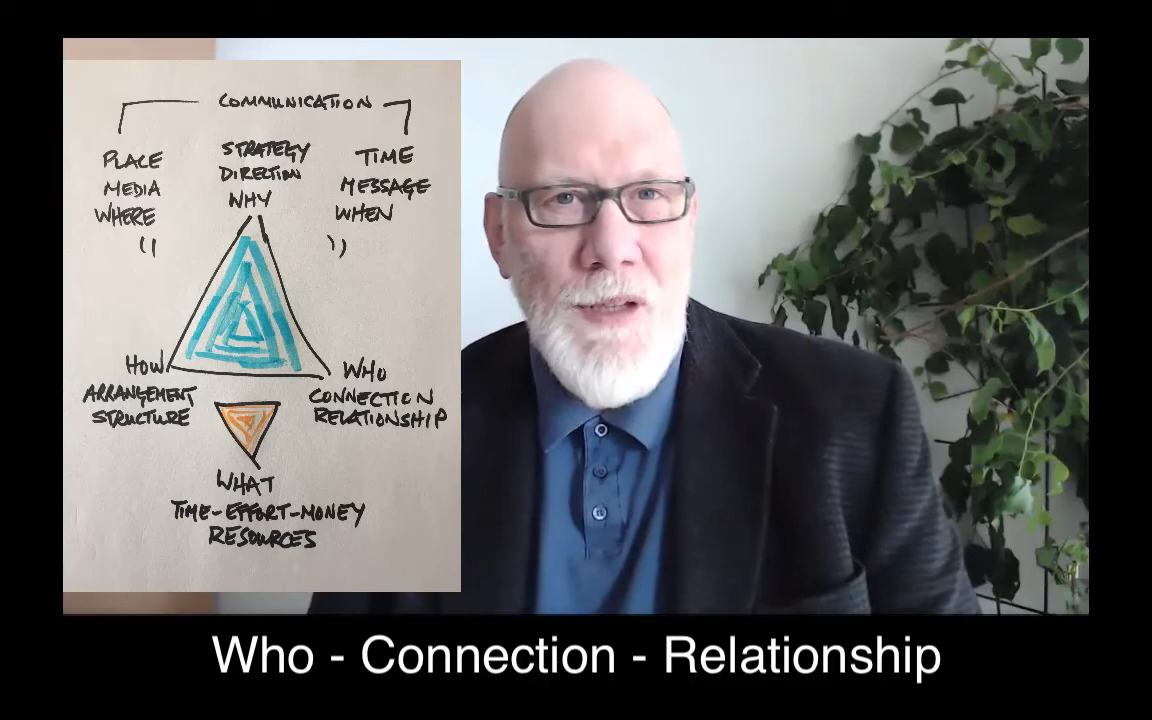 COMMUNICATION
PLACE
MEDIA
WHERE
STRATEGY
DIRECTION
WHY
TIME
MESSAGE
WHEN
HOW
ARRANGEMENT
STRUCTURE
WHO
CONNECTION
RELATIONSHIP
WHAT
TIME-EFFORT-MONEY
RESOURCES
Who - Connection - Relationship